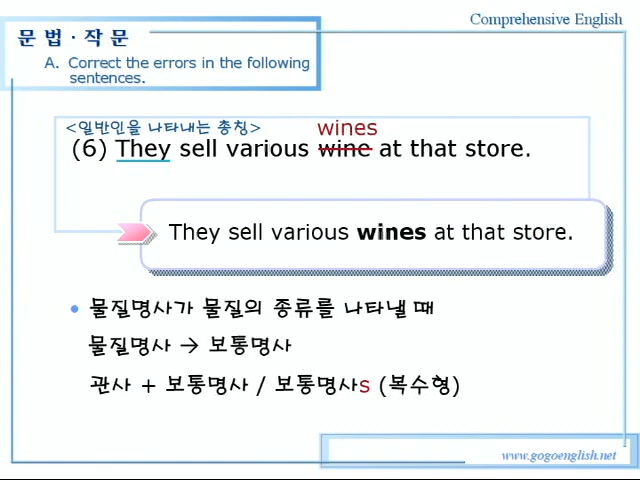 Comprehensive English
문 법 · 작 문
A. Correct the errors in the following
sentences.
<일반인을 나타내는 총칭>
wines
(6) They sell various wine at that store.
They sell various wines at that store.
• 물질명사가 물질의 종류를 나타낼 때
물질명사 → 보통명사
관사 + 보통명사 / 보통명사s (복수형)
www.gogoenglish.net